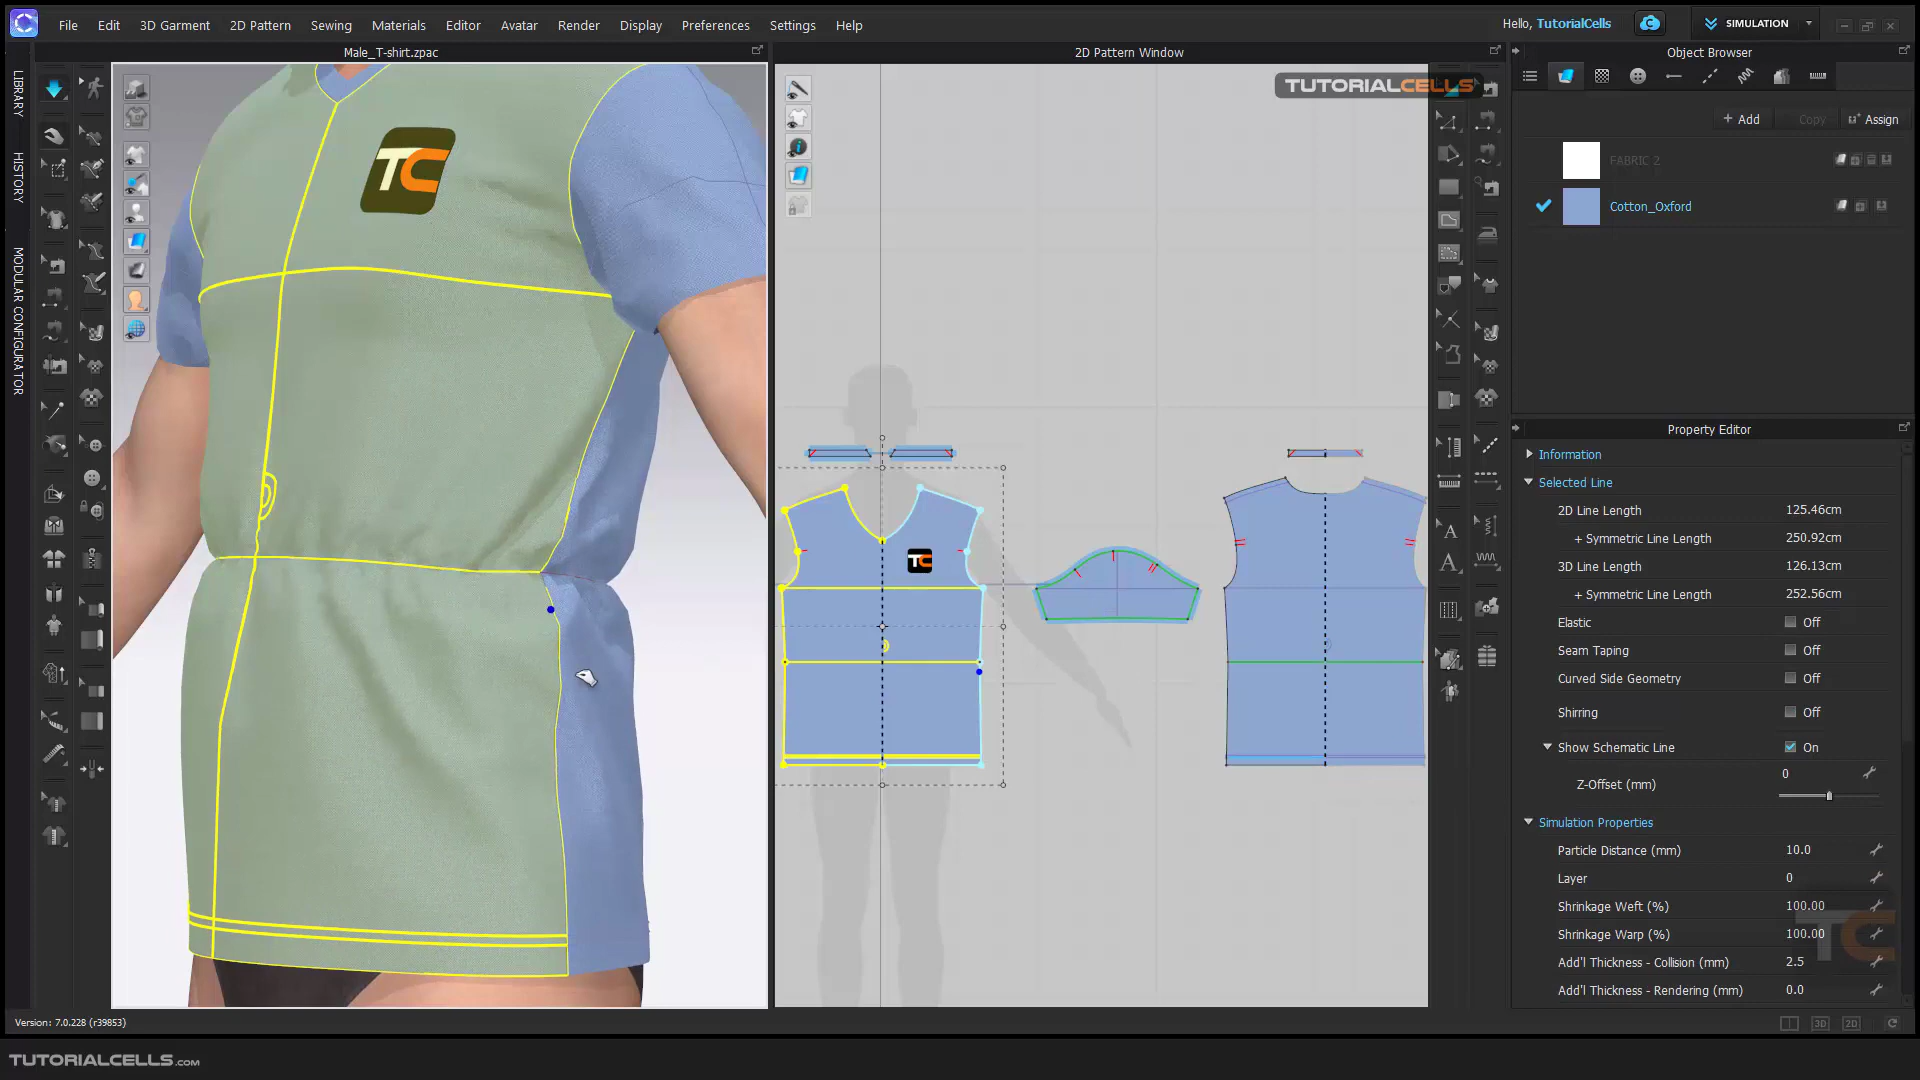 File Edit 3D Garment 2D Pattern Sewing Materials Editor Avatar Render Display Preferences Settings Help
Hello, TutorialCells
SIMULATION
Male_T-shirt.zpac
2D Pattern Window
Object Browser
LIBRARY
HISTORY
MODULAR CONFIGURATOR
TUTORIALCELLS
+ Add Copy Assign
FABRIC 2
Cotton_Oxford
TC
TC
A
A
Property Editor
Information
Selected Line
2D Line Length 125.46cm
+ Symmetric Line Length 250.92cm
3D Line Length 126.13cm
+ Symmetric Line Length 252.56cm
Elastic Off
Seam Taping Off
Curved Side Geometry Off
Shirring Off
Show Schematic Line On
Z-Offset (mm) 0
Simulation Properties
Particle Distance (mm) 10.0
Layer 0
Shrinkage Weft (%) 100.00
Shrinkage Warp (%) 100.00
Add'l Thickness - Collision (mm) 2.5
Add'l Thickness - Rendering (mm) 0.0
TC
Version: 7.0.228 (r39853)
3D 2D
TUTORIALCELLS.COM